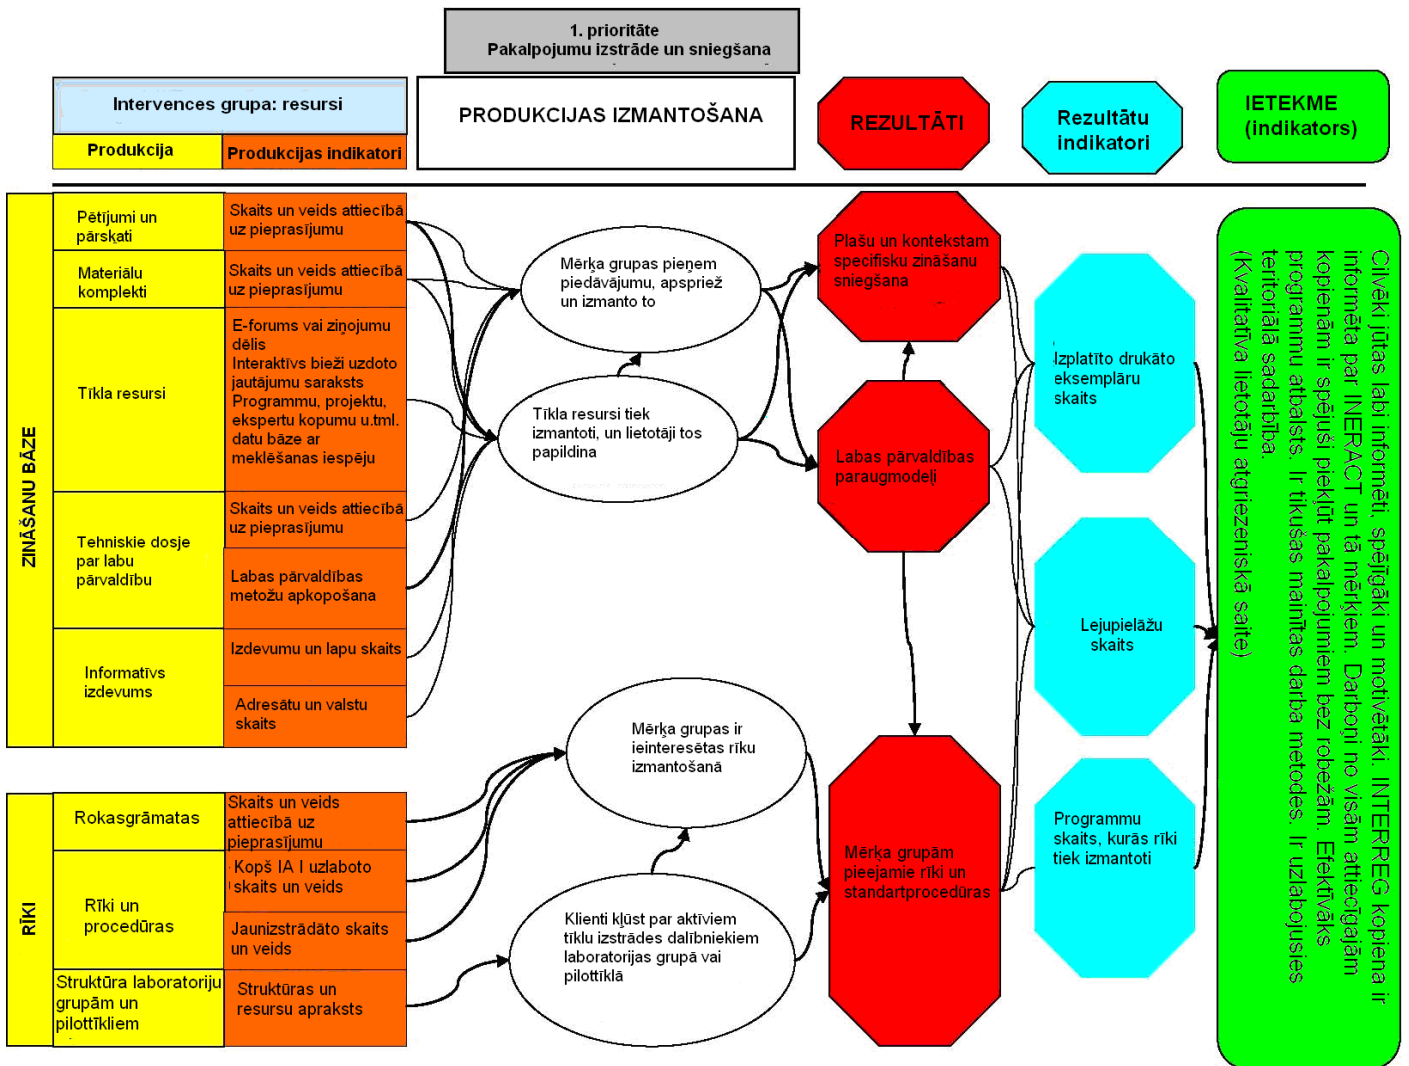 1. prioritāte
Pakalpojumu izstrāde un sniegšana
Intervences grupa: resursi
Produkcija
Produkcijas indikatori
PRODUKCIJAS IZMANTOŠANA
REZULTĀTI
Rezultātu
indikatori
IETEKME
(indikators)
ZINĀŠANU BĀZE
Pētījumi un
pārskati
Skaits un veids attiecībā
uz pieprasījumu
Materiālu
komplekti
Skaits un veids attiecībā
uz pieprasījumu
Tīkla resursi
E-forums vai ziņojumu
dēlis
Interaktīvs bieži uzdoto
jautājumu saraksts
Programmu, projektu,
ekspertu kopumu u.tml.
datu bāze ar
meklēšanas iespēju
Tehniskie dosje
par labu
pārvaldību
Skaits un veids attiecībā
uz pieprasījumu
Labas pārvaldības
metožu apkopošana
Informatīvs
izdevums
Izdevumu un lapu skaits
Adresātu un valstu
skaits
RĪKI
Rokasgrāmatas
Skaits un veids
attiecībā uz
pieprasījumu
Rīki un
procedūras
Kopš IA I uzlaboto
skaits un veids
Jaunizstrādāto skaits
un veids
Struktūra laboratoriju
grupām un
pilottīkliem
Struktūras un
resursu apraksts
Mērķa grupas pieņem
piedāvājumu, apspriež
un izmanto to
Tīkla resursi tiek
izmantoti, un lietotāji tos
papildina
Mērķa grupas ir
ieinteresētas rīku
izmantošanā
Klienti kļūst par aktīviem
tīklu izstrādes dalībniekiem
laboratorijas grupā vai
pilottīklā
Plašu un kontekstam
specifisku zināšanu
sniegšana
Labas pārvaldības
paraugmodeļi
Mērķa grupām
pieejamie rīki un
standartprocedūras
Izplatīto drukāto
eksemplāru
skaits
Lejupielāžu
skaits
Programmu
skaits, kurās rīki
tiek izmantoti
Cilvēki jūtas labi informēti, spējīgāki un motivētāki. INTERREG kopiena ir
informēta par INERACT un tā mērķiem. Darboņi no visām attiecīgajām
kopienām ir spējuši piekļūt pakalpojumiem bez robežām. Efektīvāks
programmu atbalsts. Ir tikušas mainītas darba metodes. Ir uzlabojusies
teritoriālā sadarbība.
(Kvalitatīva lietotāju atgriezeniskā saite)